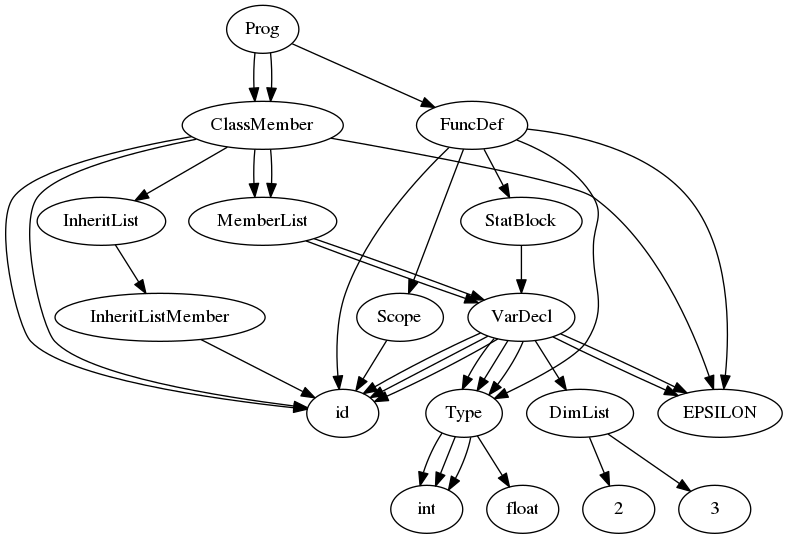 Prog
ClassMember
FuncDef
InheritList
MemberList
StatBlock
InheritListMember
Scope
VarDecl
id
Type
DimList
EPSILON
int
float
2
3